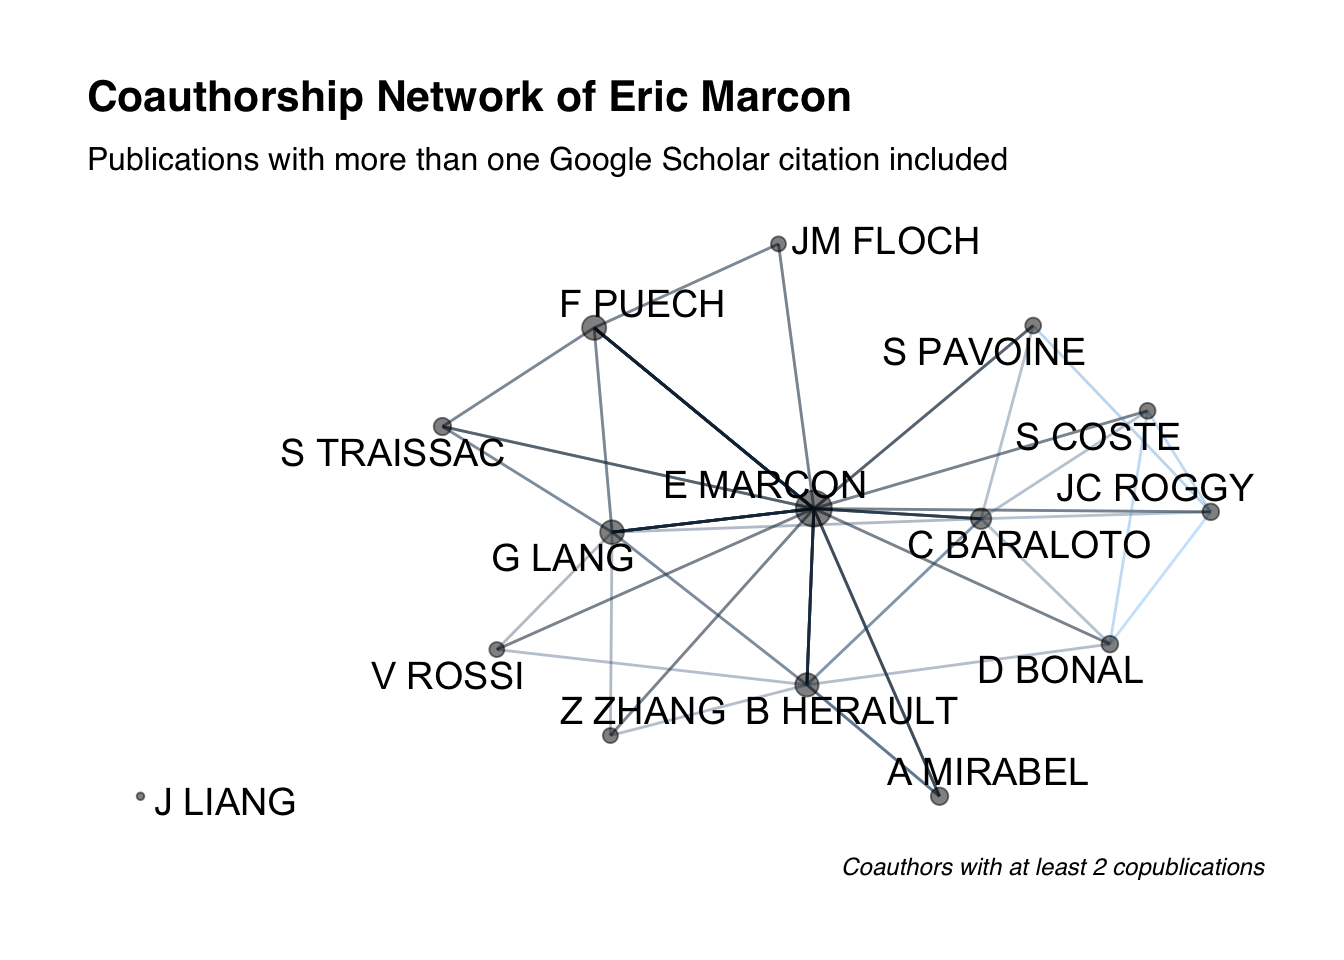 Coauthorship Network of Eric Marcon
Publications with more than one Google Scholar citation included
JM FLOCH
F PUECH
S PAVOINE
S COSTE
S TRAISSAC
E MARCON
JC ROGGY
G LANG
C BARALOTO
V ROSSI
D BONAL
Z ZHANG
B HERAULT
A MIRABEL
J LIANG
Coauthors with at least 2 copublications